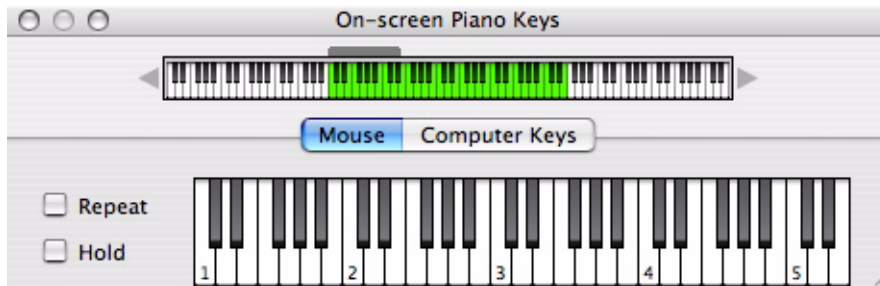 On-screen Piano Keys
Mouse Computer Keys
Repeat
Hold
1 2 3 4 5